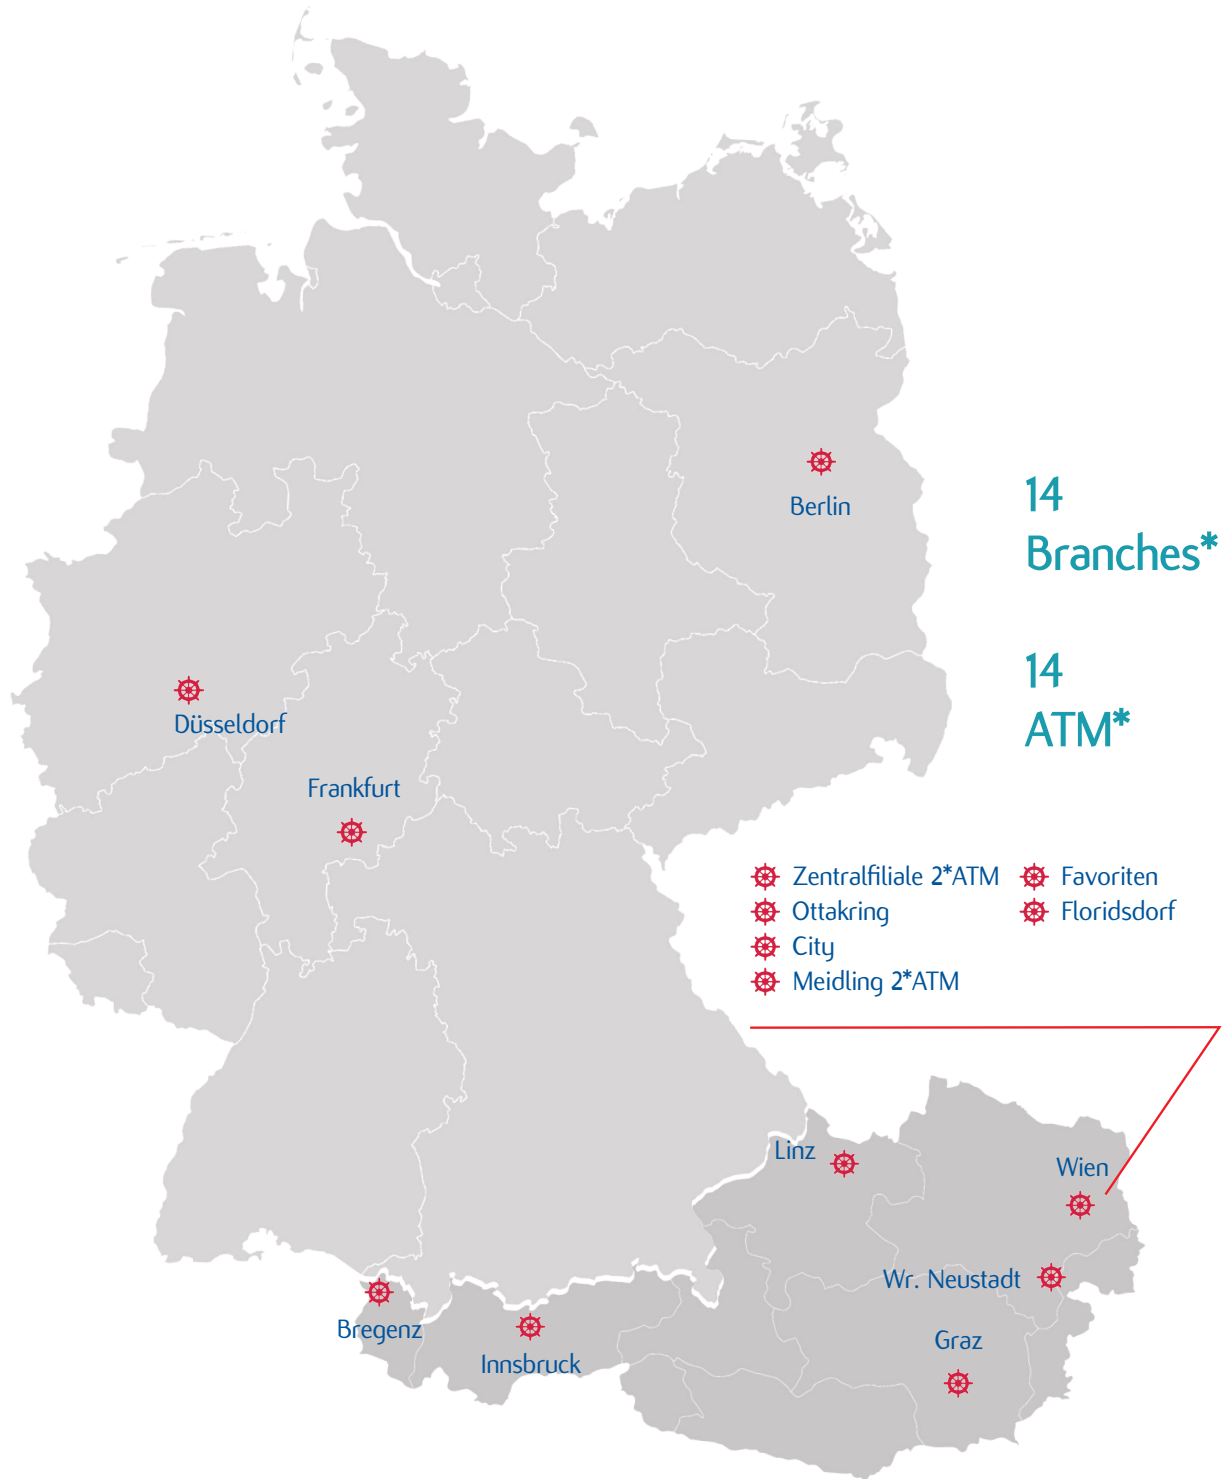 Berlin
14
Branches*
14
ATM*
Düsseldorf
Frankfurt
Zentralfiliale 2*ATM
Favoriten
Ottakring
Floridsdorf
City
Meidling 2*ATM
Linz
Wien
Wr. Neustadt
Bregenz
Graz
Innsbruck